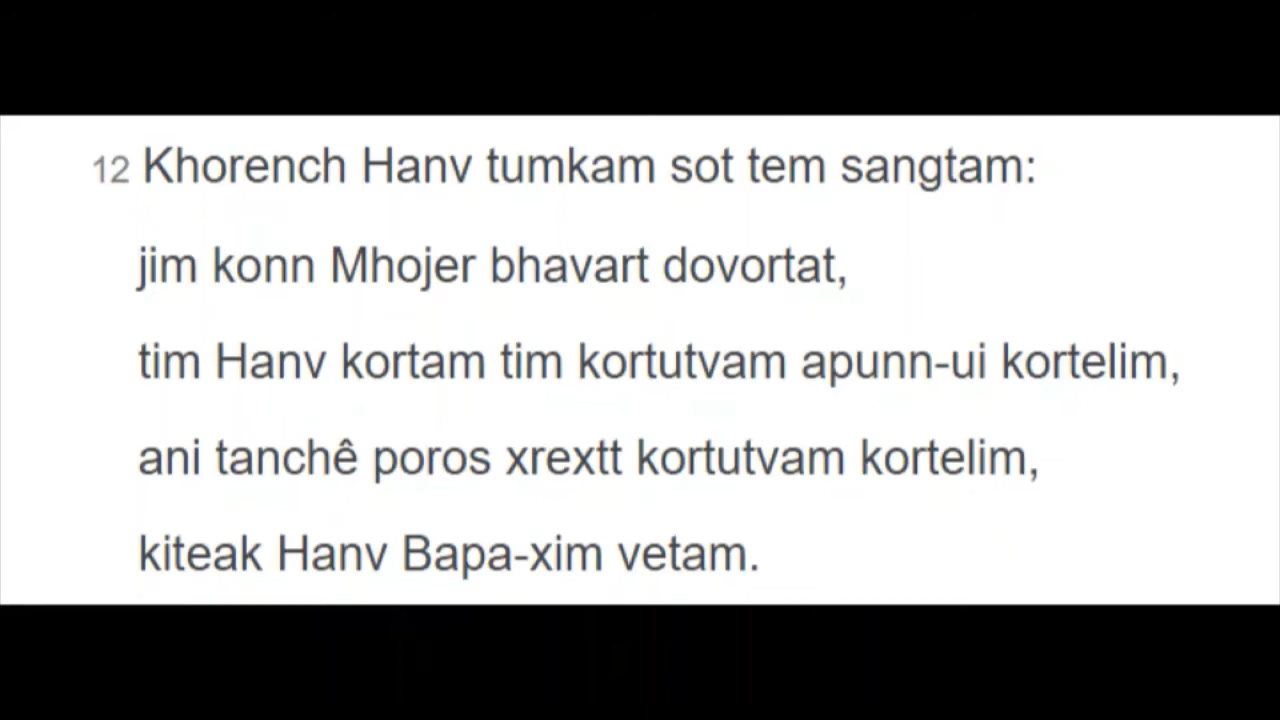 12 Khorench Hanv tumkam sot tem sangtam:
jim konn Mhojer bhavart dovortat,
tim Hanv kortam tim kortutvam apunn-ui kortelim,
ani tanchê poros xrextt kortutvam kortelim,
kiteak Hanv Bapa-xim vetam.